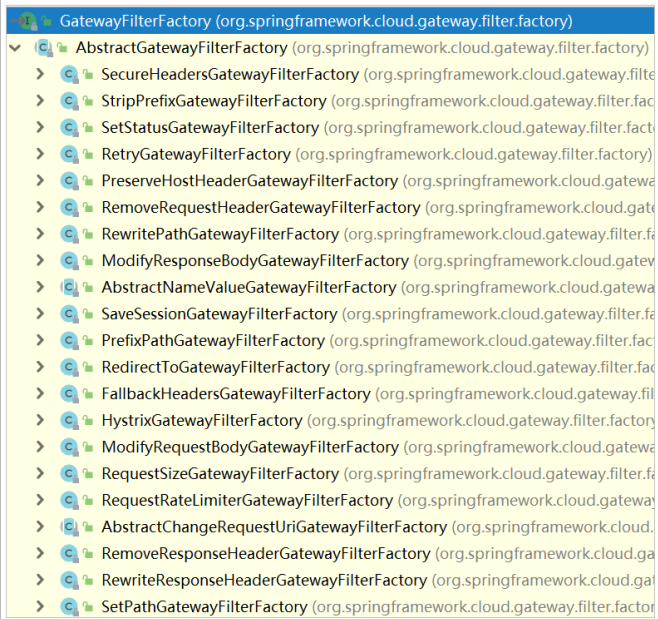 GatewayFilterFactory (org.springframework.cloud.gateway.filter.factory)
AbstractGatewayFilterFactory (org.springframework.cloud.gateway.filter.factory)
SecureHeadersGatewayFilterFactory (org.springframework.cloud.gateway.filte
StripPrefixGatewayFilterFactory (org.springframework.cloud.gateway.filter.fac
SetStatusGatewayFilterFactory (org.springframework.cloud.gateway.filter.fact
RetryGatewayFilterFactory (org.springframework.cloud.gateway.filter.factory)
PreserveHostHeaderGatewayFilterFactory (org.springframework.cloud.gatewa
RemoveRequestHeaderGatewayFilterFactory (org.springframework.cloud.gate
RewritePathGatewayFilterFactory (org.springframework.cloud.gateway.filter.fa
ModifyResponseBodyGatewayFilterFactory (org.springframework.cloud.gatew
AbstractNameValueGatewayFilterFactory (org.springframework.cloud.gatewa
SaveSessionGatewayFilterFactory (org.springframework.cloud.gateway.filter.f
PrefixPathGatewayFilterFactory (org.springframework.cloud.gateway.filter.fac
RedirectToGatewayFilterFactory (org.springframework.cloud.gateway.filter.fac
FallbackHeadersGatewayFilterFactory (org.springframework.cloud.gateway.fil
HystrixGatewayFilterFactory (org.springframework.cloud.gateway.filter.factory
ModifyRequestBodyGatewayFilterFactory (org.springframework.cloud.gatewa
RequestSizeGatewayFilterFactory (org.springframework.cloud.gateway.filter.fa
RequestRateLimiterGatewayFilterFactory (org.springframework.cloud.gateway
AbstractChangeRequestUriGatewayFilterFactory (org.springframework.cloud.
RemoveResponseHeaderGatewayFilterFactory (org.springframework.cloud.ga
RewriteResponseHeaderGatewayFilterFactory (org.springframework.cloud.gat
SetPathGatewayFilterFactory (org.springframework.cloud.gateway.filter.factor